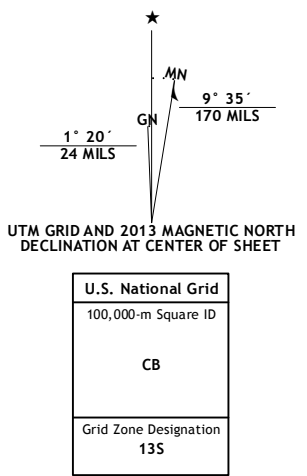 MN
GN
9° 35´
170 MILS
1° 20´
24 MILS
UTM GRID AND 2013 MAGNETIC NORTH
DECLINATION AT CENTER OF SHEET
U.S. National Grid
100,000-m Square ID
CB
Grid Zone Designation
13S